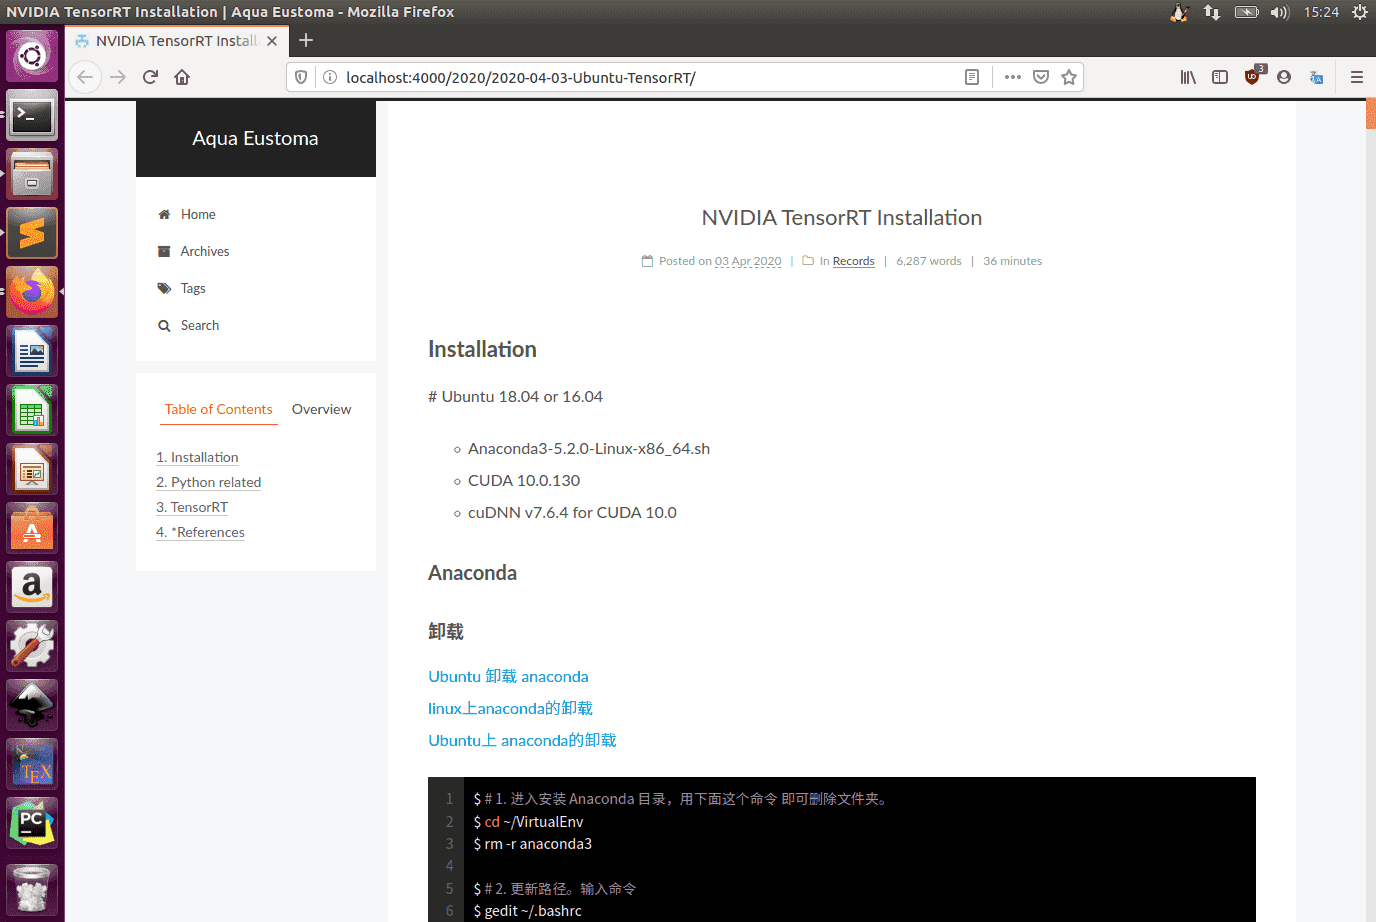 NVIDIA TensorRT Installation | Aqua Eustoma - Mozilla Firefox
15:24
NVIDIA TensorRT Install
localhost:4000/2020/2020-04-03-Ubuntu-TensorRT/
3
Aqua Eustoma
Home
Archives
Tags
Search
Table of Contents Overview
1. Installation
2. Python related
3. TensorRT
4. *References
NVIDIA TensorRT Installation
Posted on 03 Apr 2020 | In Records | 6,287 words | 36 minutes
Installation
# Ubuntu 18.04 or 16.04
Anaconda3-5.2.0-Linux-x86_64.sh
CUDA 10.0.130
cuDNN v7.6.4 for CUDA 10.0
Anaconda
卸载
Ubuntu 卸载 anaconda
linux上anaconda的卸载
Ubuntu上 anaconda的卸载
1 $ # 1. 进入安装 Anaconda 目录，用下面这个命令 即可删除文件夹。
2 $ cd ~/VirtualEnv
3 $ rm -r anaconda3
4
5 $ # 2. 更新路径。输入命令
6 $ gedit ~/.bashrc